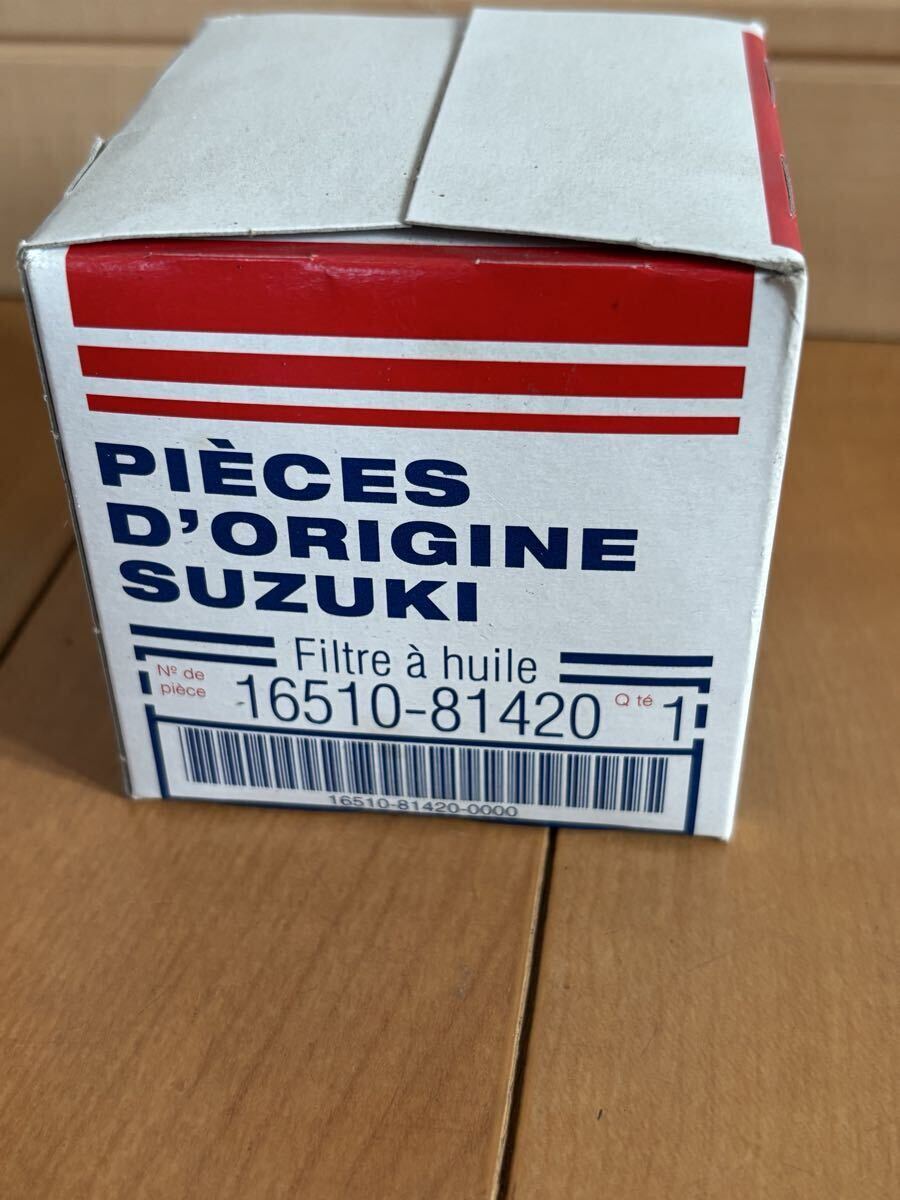 PIÈCES
D'ORIGINE
SUZUKI
Filtre à huile
Nº de pièce 16510-81420 Q té 1
16510-81420-0000